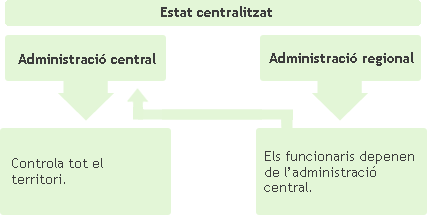 Estat centralitzat
Administració central
Administració regional
Controla tot el
territori.
Els funcionaris depenen
de l'administració
central.